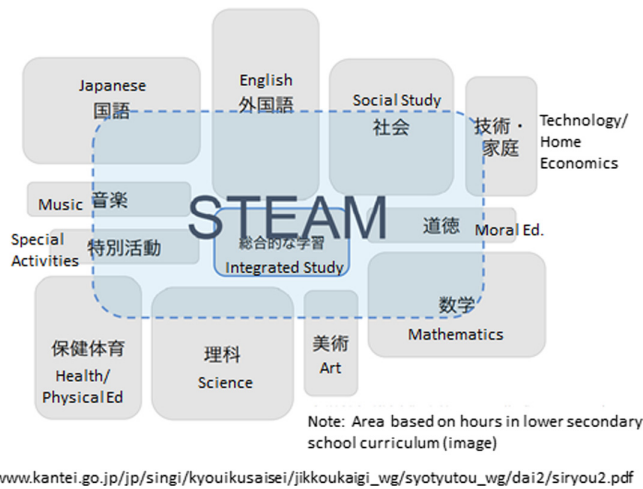 Japanese
国語
English
外国語
Social Study
社会
技術・
家庭
Technology/
Home
Economics
Music 音楽
STEAM
道徳 Moral Ed.
Special
Activities
特別活動
総合的な学習
Integrated Study
数学
Mathematics
保健体育
Health/
Physical Ed
理科
Science
美術
Art
Note: Area based on hours in lower secondary
school curriculum (image)
www.kantei.go.jp/jp/singi/kyouikusaisei/jikkoukaigi_wg/syotyutou_wg/dai2/siryou2.pdf